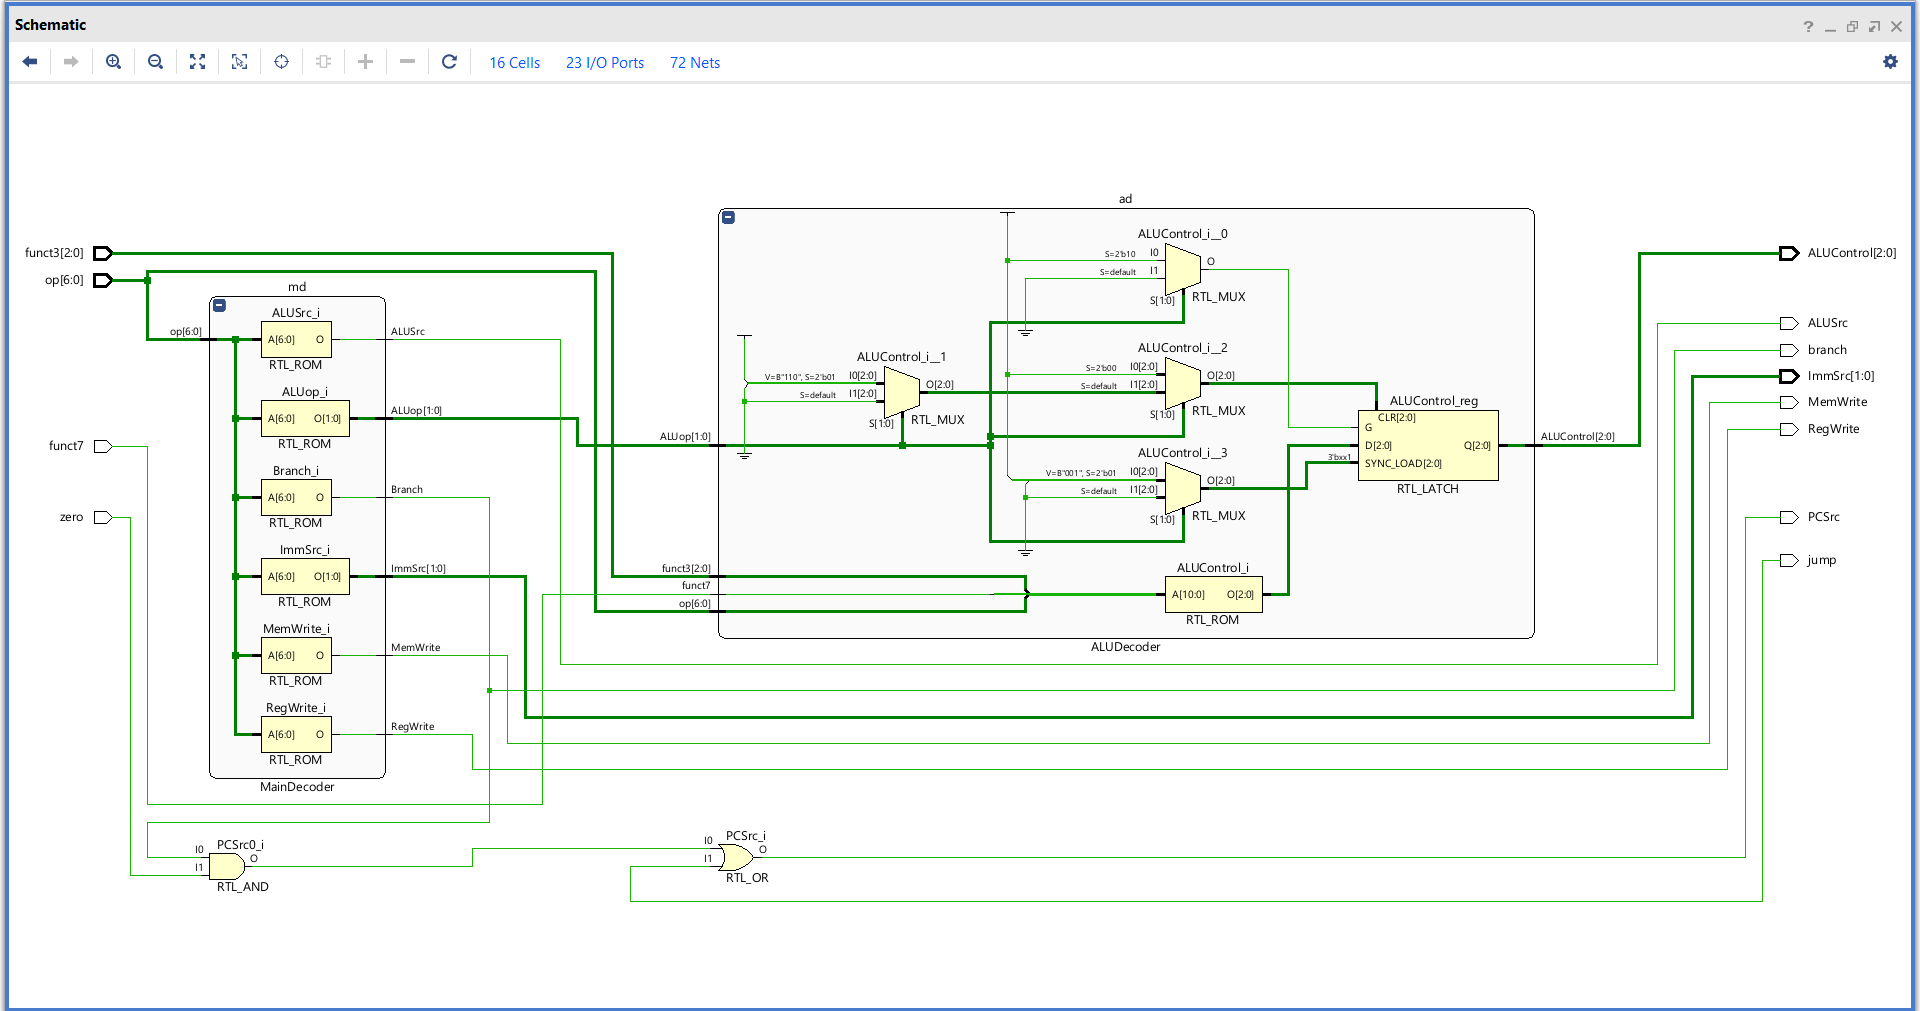 Schematic
16 Cells 23 I/O Ports 72 Nets
ad
funct3[2:0]
op[6:0]
md
ALUSrc_i
op[6:0]
A[6:0] O
RTL_ROM
ALUSrc
ALUop_i
A[6:0] O[1:0]
RTL_ROM
ALUop[1:0]
funct7
Branch_i
A[6:0] O
RTL_ROM
Branch
zero
ImmSrc_i
A[6:0] O[1:0]
RTL_ROM
ImmSrc[1:0]
MemWrite_i
A[6:0] O
RTL_ROM
MemWrite
RegWrite_i
A[6:0] O
RTL_ROM
RegWrite
MainDecoder
ALUControl_i__0
S=2'b10 I0
O
S=default I1
S[1:0] RTL_MUX
ALUControl_i__1
V=B"110", S=2'b01 I0[2:0]
O[2:0]
S=default I1[2:0]
S[1:0] RTL_MUX
ALUControl_i__2
S=2'b00 I0[2:0]
O[2:0]
S=default I1[2:0]
S[1:0] RTL_MUX
ALUop[1:0]
ALUControl_i__3
V=B"001", S=2'b01 I0[2:0]
O[2:0]
S=default I1[2:0]
S[1:0] RTL_MUX
ALUControl_reg
CLR[2:0]
G
D[2:0] Q[2:0]
3'bxx1 SYNC_LOAD[2:0]
RTL_LATCH
ALUControl[2:0]
funct3[2:0]
funct7
op[6:0]
ALUControl_i
A[10:0] O[2:0]
RTL_ROM
ALUDecoder
ALUControl[2:0]
ALUSrc
branch
ImmSrc[1:0]
MemWrite
RegWrite
PCSrc
jump
PCSrc0_i
I0
O
I1
RTL_AND
PCSrc_i
I0
O
I1
RTL_OR